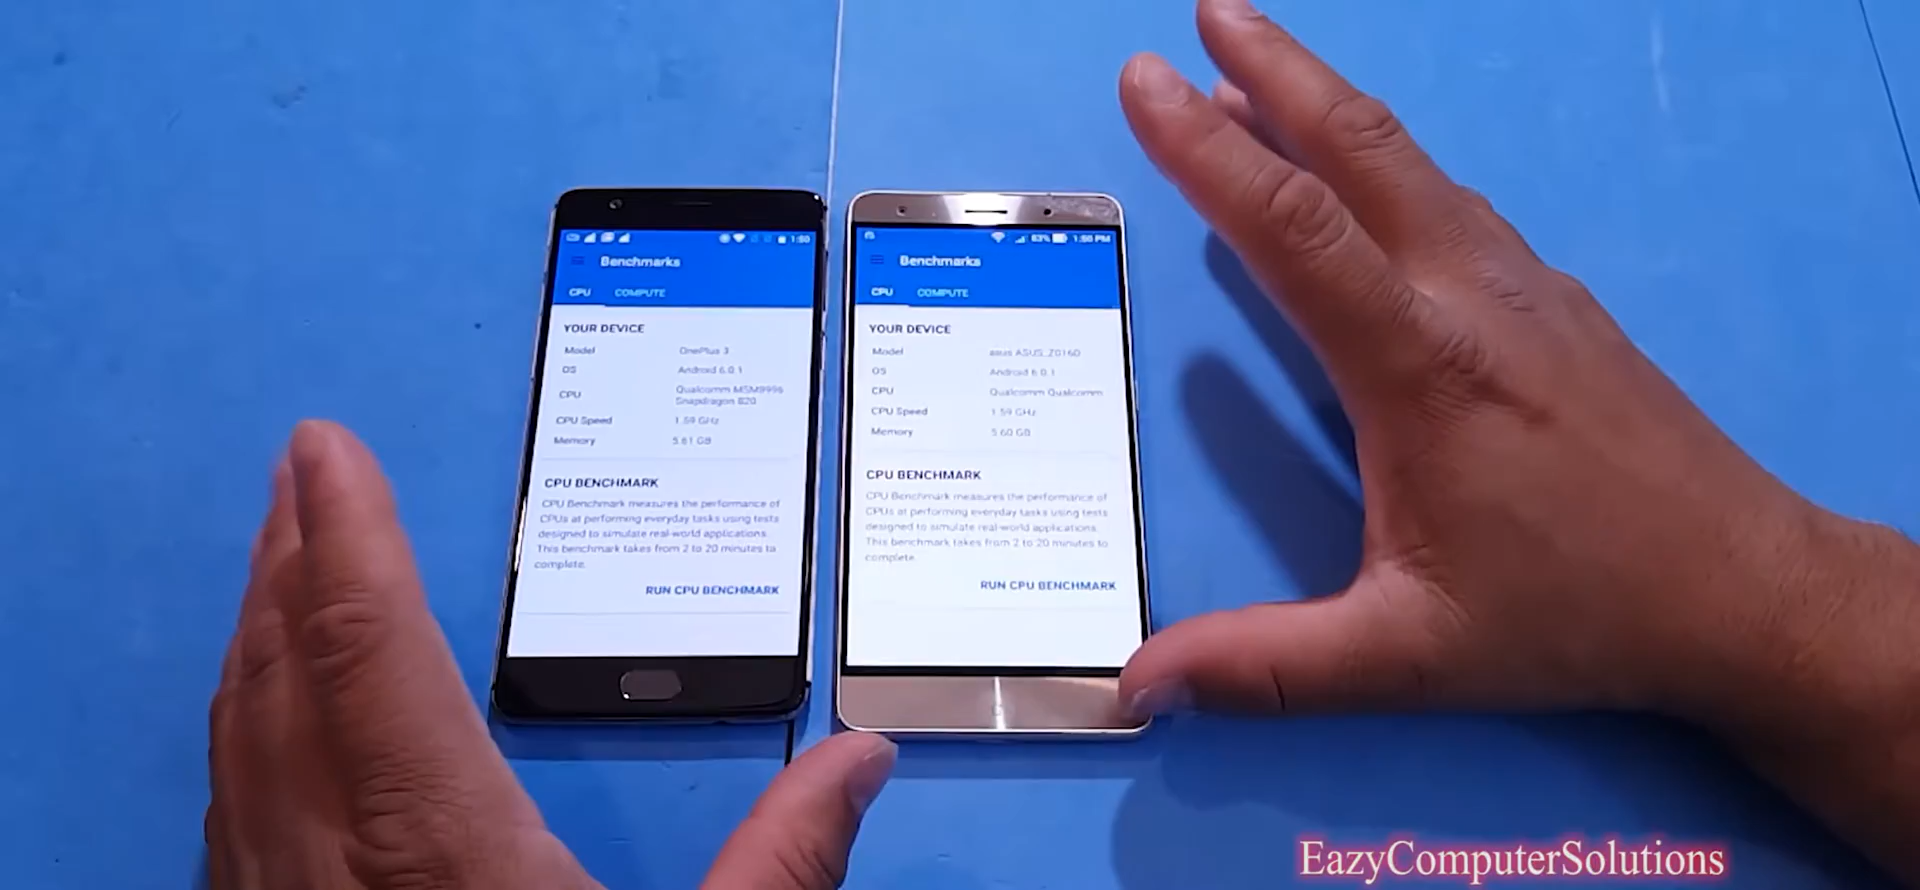 1:50
Benchmarks
CPU COMPUTE
YOUR DEVICE
Model OnePlus 3
OS Android 6.0.1
CPU Qualcomm MSM8996
Snapdragon 820
CPU Speed 1.59 GHz
Memory 5.61 GB
CPU BENCHMARK
CPU Benchmark measures the performance of
CPUs at performing everyday tasks using tests
designed to simulate real-world applications.
This benchmark takes from 2 to 20 minutes to
complete.
RUN CPU BENCHMARK
83% 1:50 PM
Benchmarks
CPU COMPUTE
YOUR DEVICE
Model asus ASUS_Z016D
OS Android 6.0.1
CPU Qualcomm Qualcomm
CPU Speed 1.59 GHz
Memory 5.60 GB
CPU BENCHMARK
CPU Benchmark measures the performance of
CPUs at performing everyday tasks using tests
designed to simulate real-world applications.
This benchmark takes from 2 to 20 minutes to
complete.
RUN CPU BENCHMARK
EazyComputerSolutions